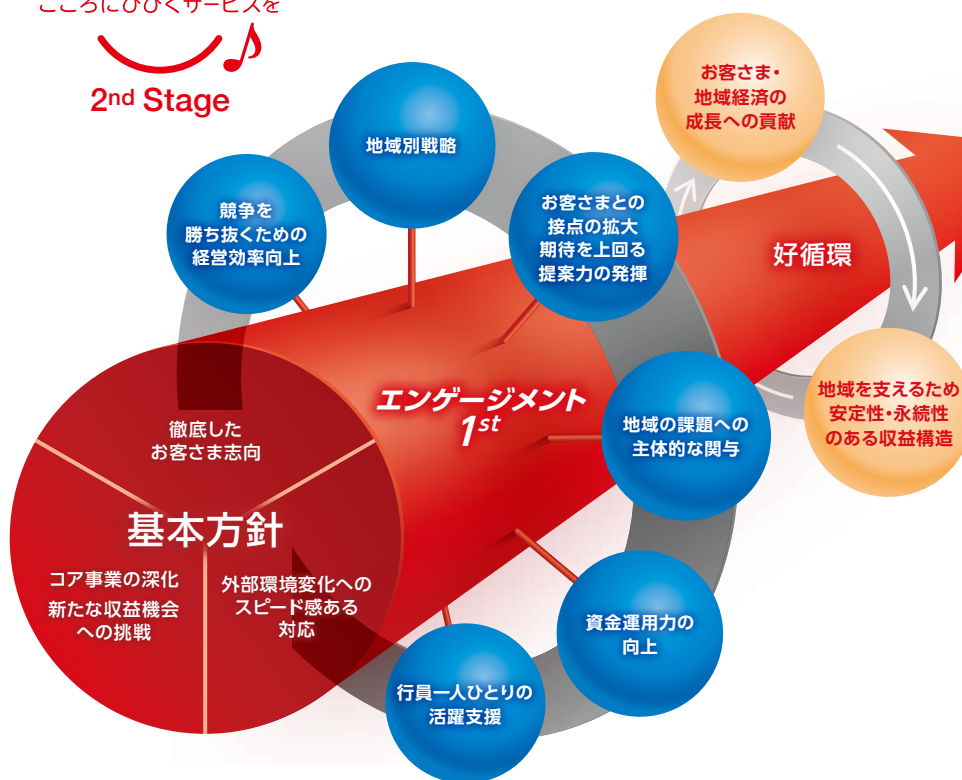 こころにひびくサービスを
2nd Stage
地域別戦略
競争を
勝ち抜くための
経営効率向上
お客さまとの
接点の拡大
期待を上回る
提案力の発揮
お客さま・
地域経済の
成長への貢献
好循環
地域を支えるため
安定性・永続性
のある収益構造
エンゲージメント
1st
地域の課題への
主体的な関与
資金運用力の
向上
行員一人ひとりの
活躍支援
徹底した
お客さま志向
基本方針
コア事業の深化
新たな収益機会
への挑戦
外部環境変化への
スピード感ある
対応